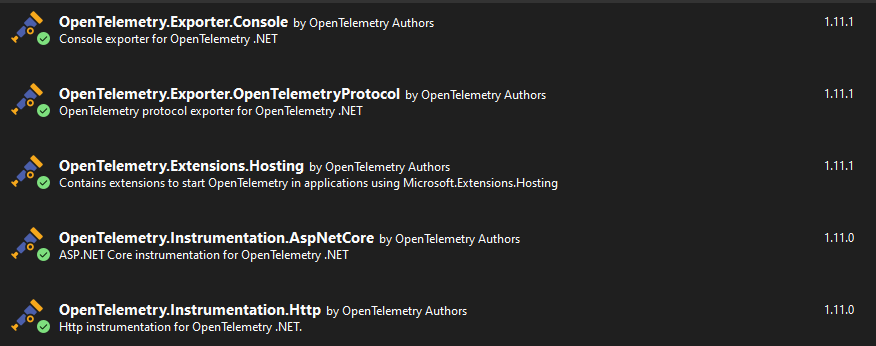 OpenTelemetry.Exporter.Console by OpenTelemetry Authors 1.11.1
Console exporter for OpenTelemetry .NET
OpenTelemetry.Exporter.OpenTelemetryProtocol by OpenTelemetry Authors 1.11.1
OpenTelemetry protocol exporter for OpenTelemetry .NET
OpenTelemetry.Extensions.Hosting by OpenTelemetry Authors 1.11.1
Contains extensions to start OpenTelemetry in applications using Microsoft.Extensions.Hosting
OpenTelemetry.Instrumentation.AspNetCore by OpenTelemetry Authors 1.11.0
ASP.NET Core instrumentation for OpenTelemetry .NET
OpenTelemetry.Instrumentation.Http by OpenTelemetry Authors 1.11.0
Http instrumentation for OpenTelemetry .NET.